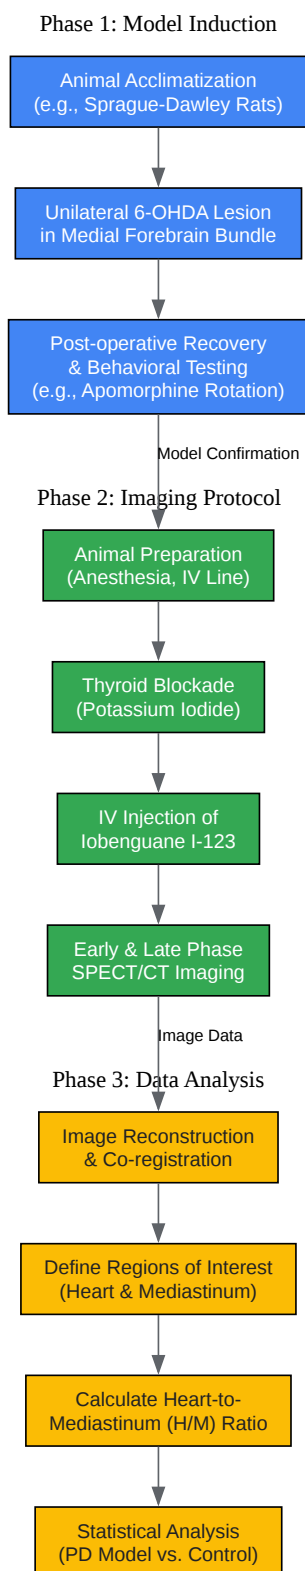 Phase 1: Model Induction
Animal Acclimatization
(e.g., Sprague-Dawley Rats)
Unilateral 6-OHDA Lesion
in Medial Forebrain Bundle
Post-operative Recovery
& Behavioral Testing
(e.g., Apomorphine Rotation)
Model Confirmation
Phase 2: Imaging Protocol
Animal Preparation
(Anesthesia, IV Line)
Thyroid Blockade
(Potassium Iodide)
IV Injection of
Iobenguane I-123
Early & Late Phase
SPECT/CT Imaging
Image Data
Phase 3: Data Analysis
Image Reconstruction
& Co-registration
Define Regions of Interest
(Heart & Mediastinum)
Calculate Heart-to-
Mediastinum (H/M) Ratio
Statistical Analysis
(PD Model vs. Control)